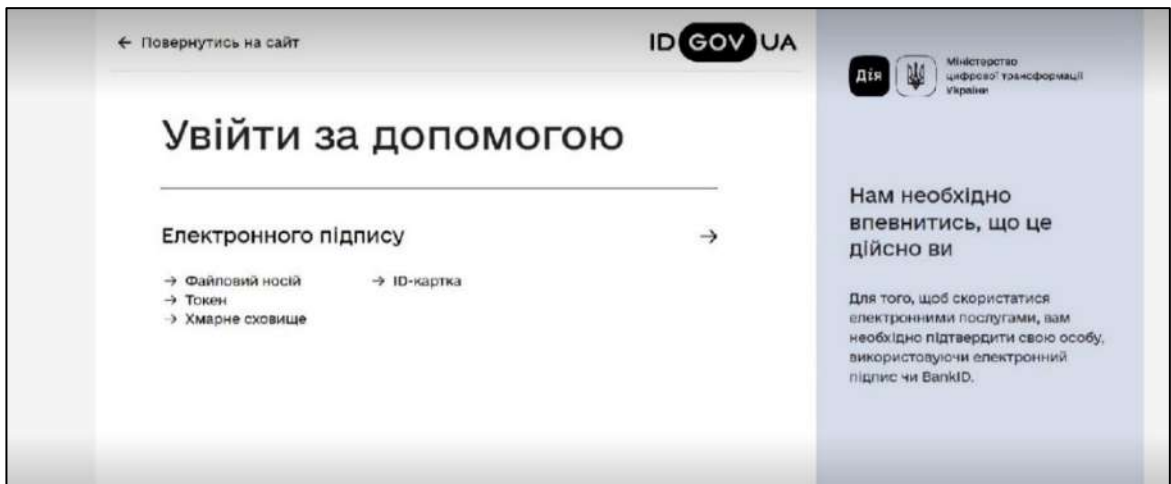 ← Повернутись на сайт
ID GOV UA
Увійти за допомогою
Електронного підпису →
→ Файловий носій
→ Токен
→ Хмарне сховище
→ ID-картка
Дія
Міністерство
цифрової трансформації
України
Нам необхідно
впевнитись, що це
дійсно ви
Для того, щоб скористатися
електронними послугами, вам
необхідно підтвердити свою особу,
використовуючи електронний
підпис чи BankID.